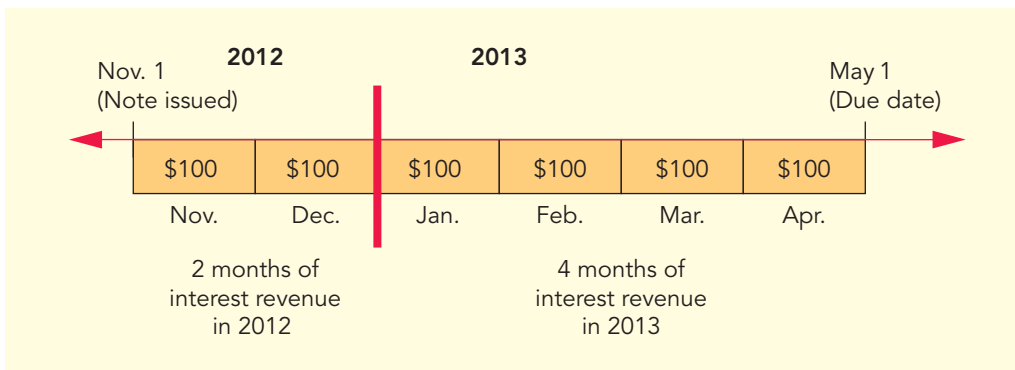 2012
2013
Nov. 1
(Note issued)
May 1
(Due date)
$100
$100
$100
$100
$100
$100
Nov.
Dec.
Jan.
Feb.
Mar.
Apr.
2 months of
interest revenue
in 2012
4 months of
interest revenue
in 2013